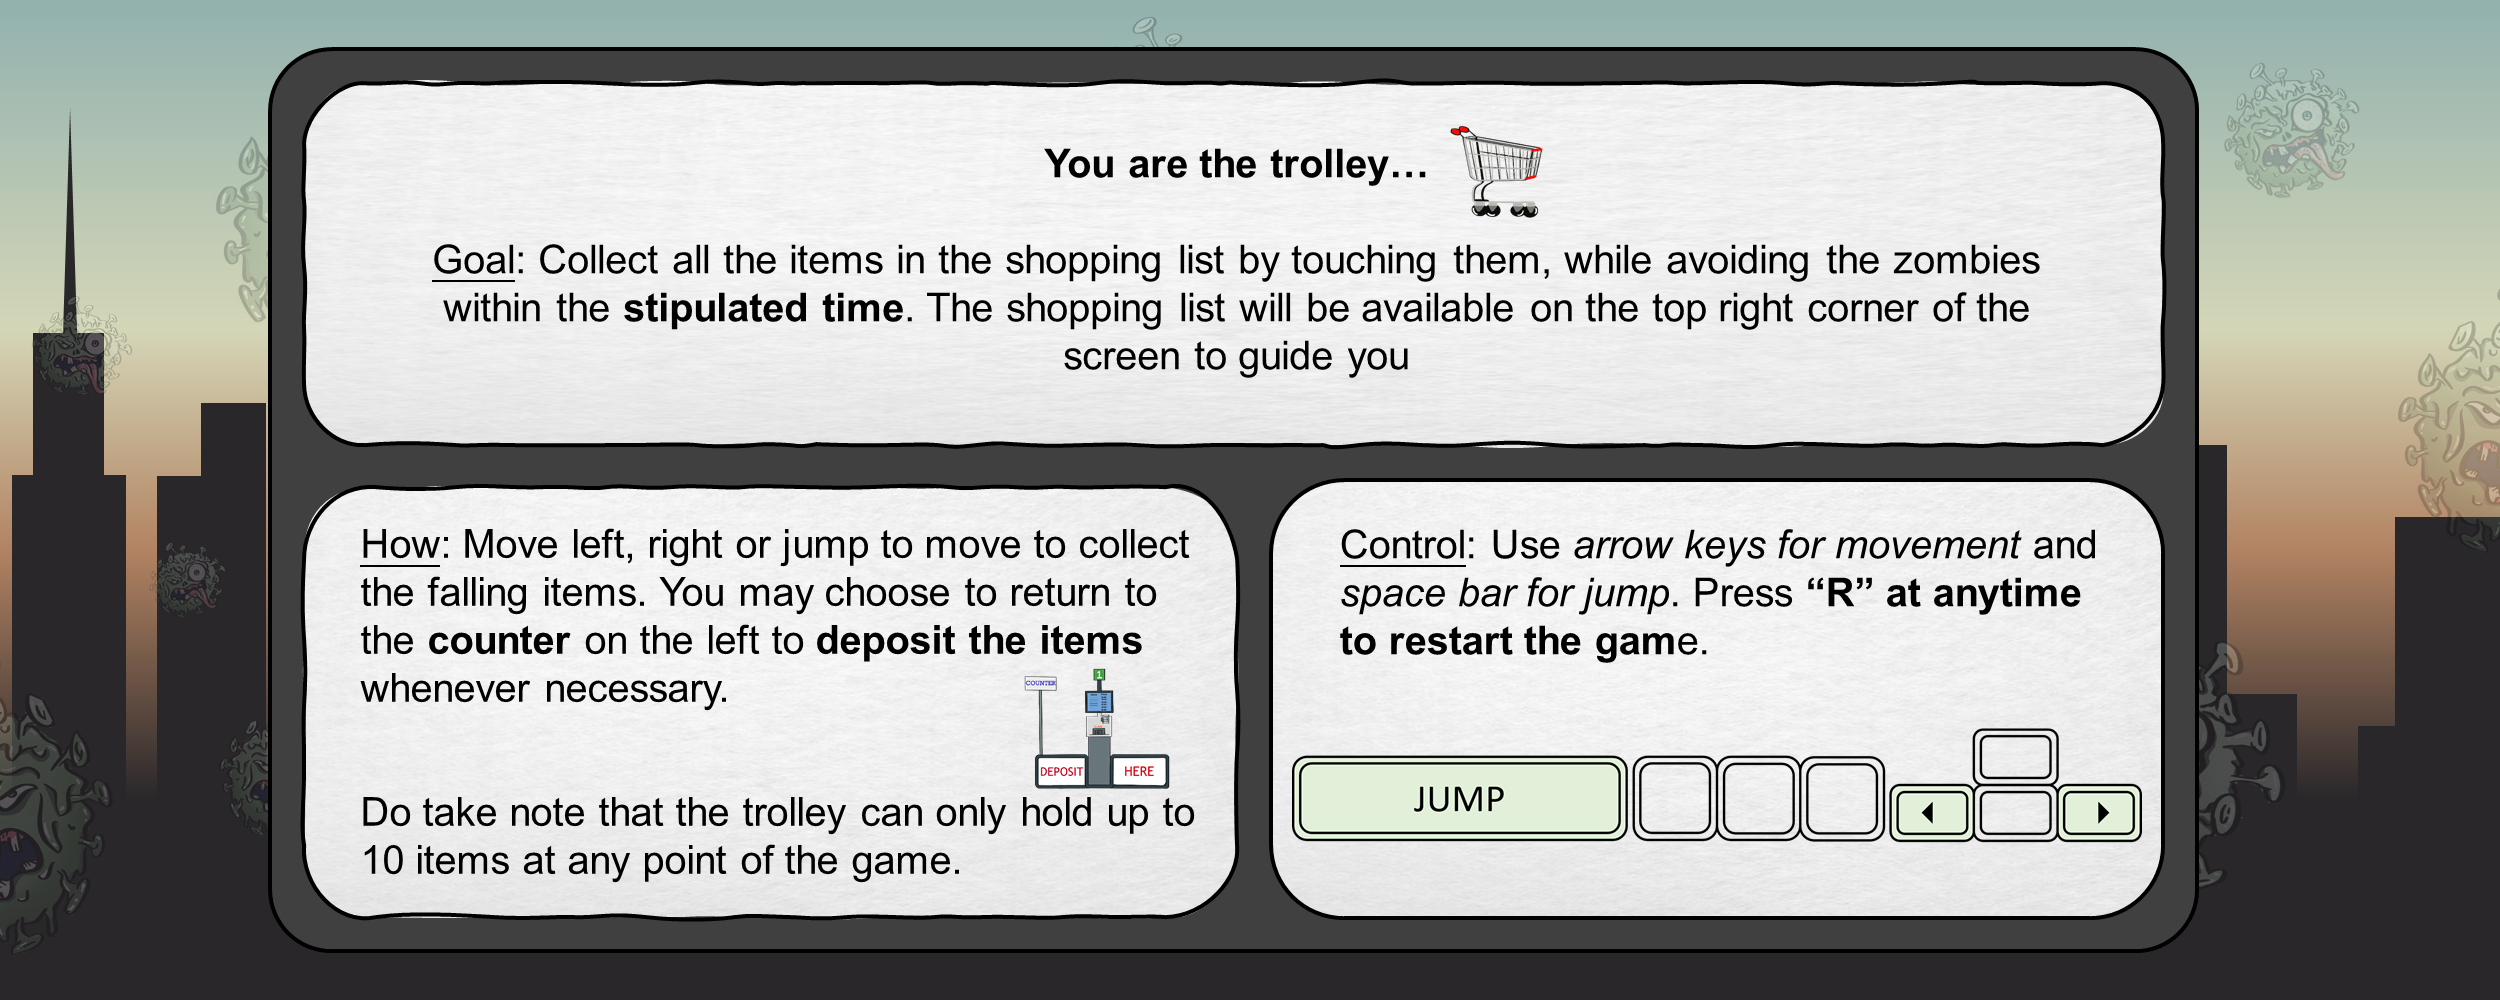 You are the trolley...
Goal: Collect all the items in the shopping list by touching them, while avoiding the zombies
within the stipulated time. The shopping list will be available on the top right corner of the
screen to guide you
How: Move left, right or jump to move to collect
the falling items. You may choose to return to
the counter on the left to deposit the items
whenever necessary.
COUNTER
1
DEPOSIT HERE
Do take note that the trolley can only hold up to
10 items at any point of the game.
Control: Use arrow keys for movement and
space bar for jump. Press “R” at anytime
to restart the game.
JUMP